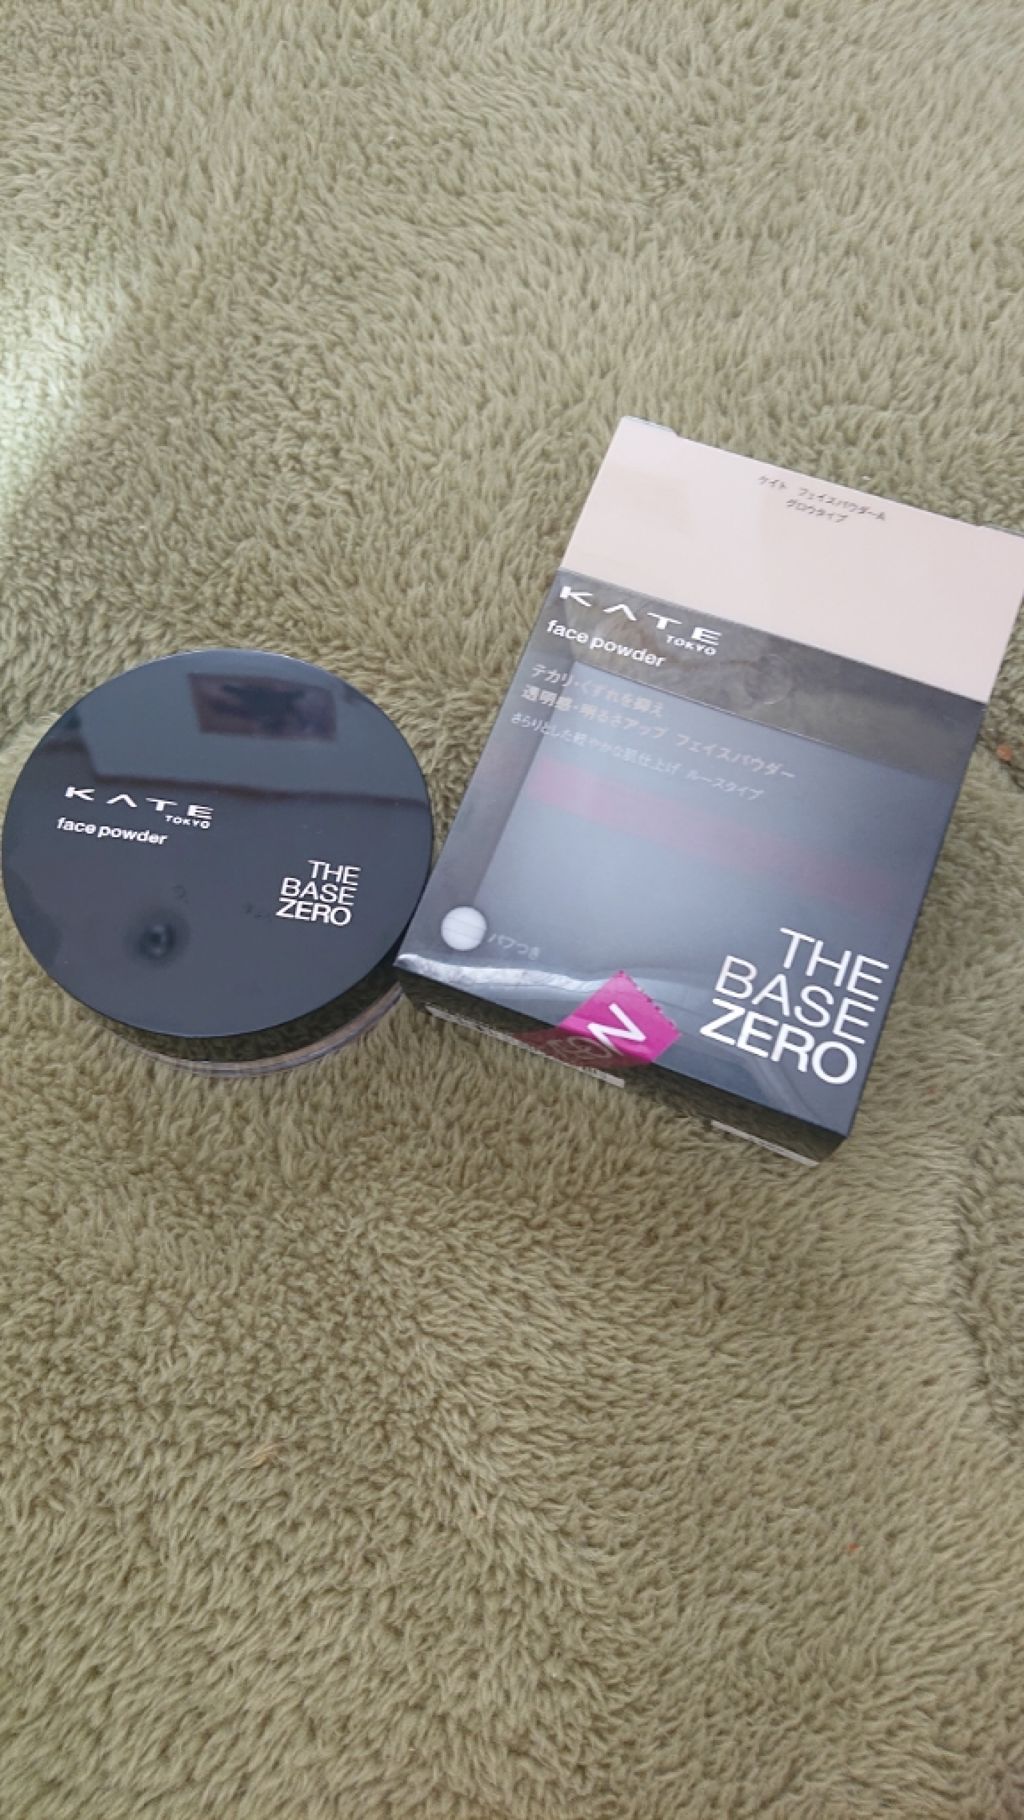 KATE
TOKYO
face powder
THE
BASE
ZERO
ケイト フェイスパウダーA
グロウタイプ
KATE
TOKYO
face powder
テカリ・くずれを抑え
透明感・明るさアップ フェイスパウダー
さらりとした軽やかな肌仕上げ ルースタイプ
パフつき
THE
BASE
ZERO